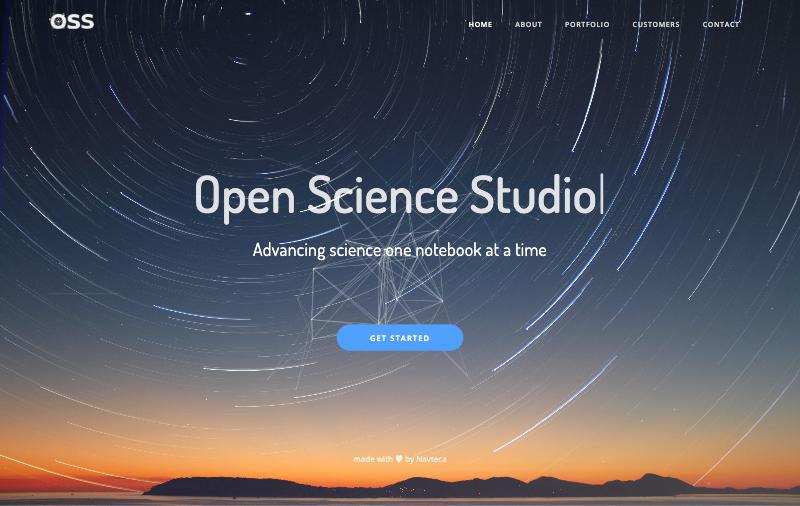 OSS
HOME ABOUT PORTFOLIO CUSTOMERS CONTACT
Open Science Studio
Advancing science one notebook at a time
GET STARTED
made with ♥ by Navteca